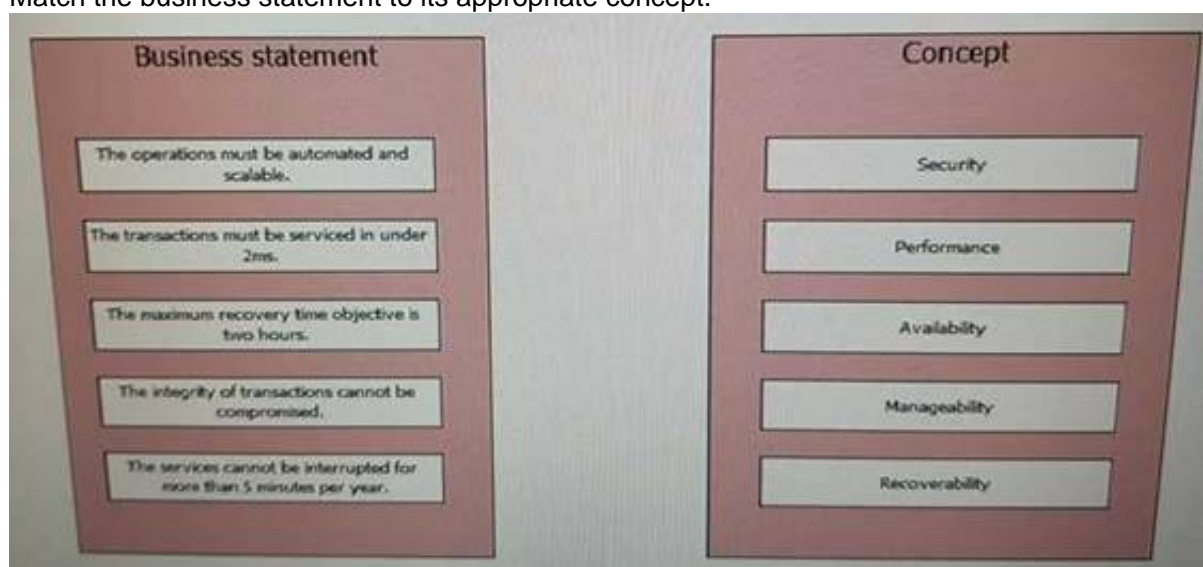 Match the business statement to its appropriate concept.
Business statement
The operations must be automated and
scalable.
The transactions must be serviced in under
2ms.
The maximum recovery time objective is
two hours.
The integrity of transactions cannot be
compromised.
The services cannot be interrupted for
more than 5 minutes per year.
Concept
Security
Performance
Availability
Manageability
Recoverability